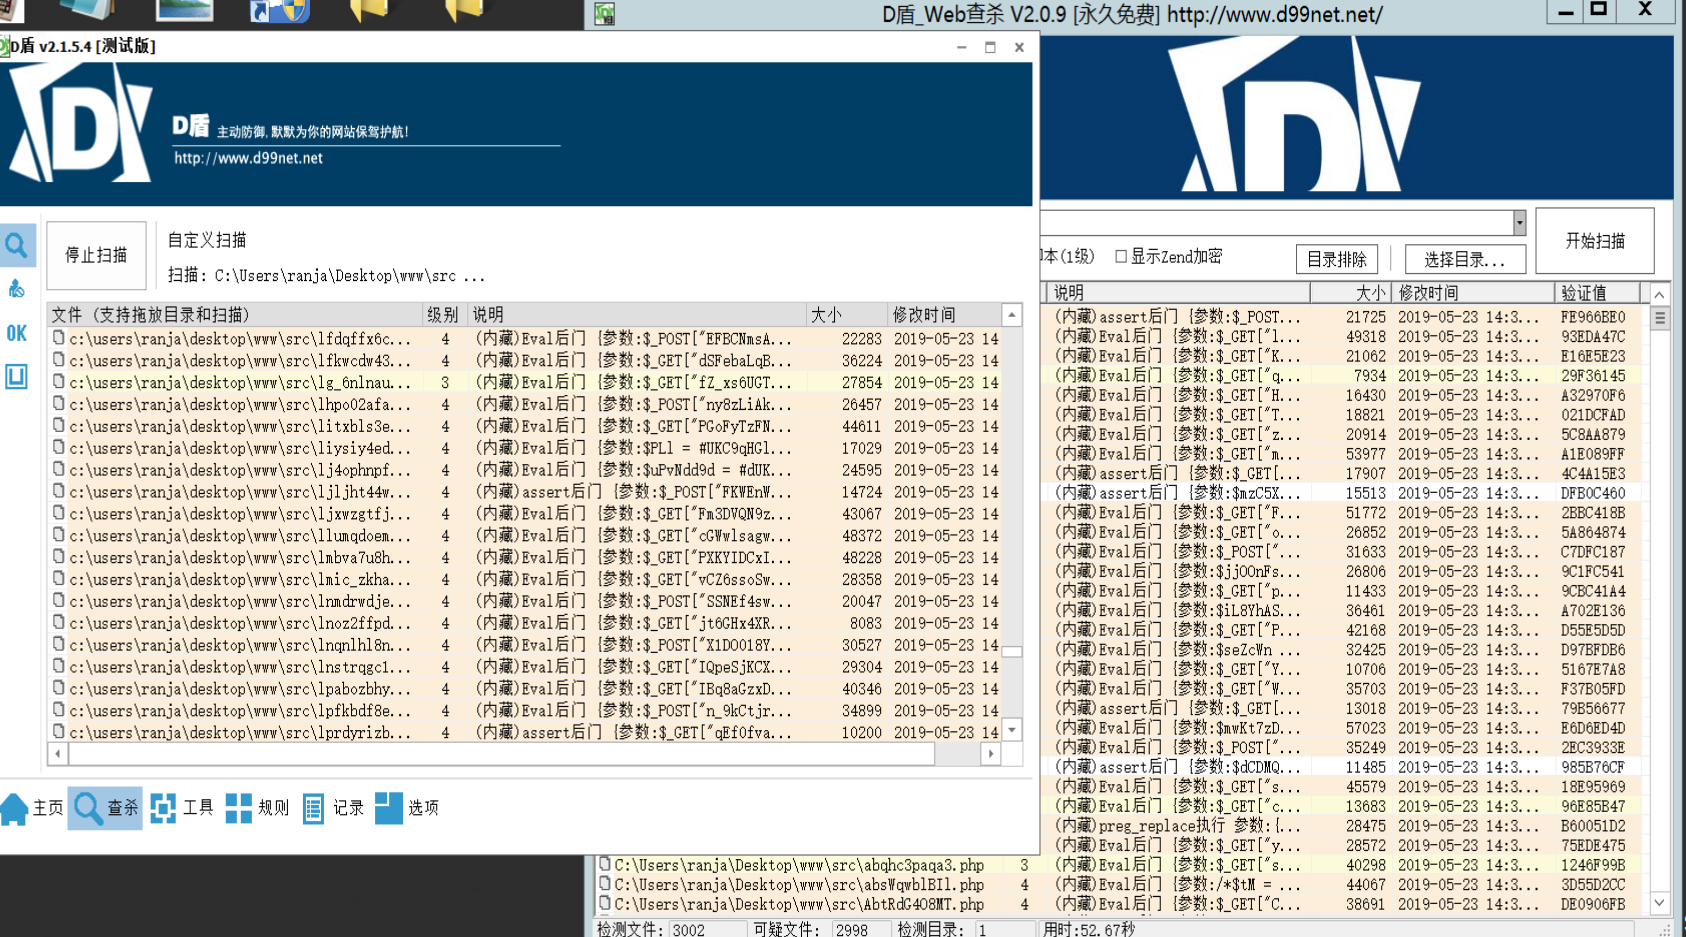 D盾_Web查杀 V2.0.9 [永久免费] http://www.d99net.net/
D盾 v2.1.5.4 [测试版]
D盾 主动防御,默默为你的网站保驾护航!
http://www.d99net.net
停止扫描
自定义扫描
扫描: C:\Users\ranja\Desktop\www\src ...
文件 (支持拖放目录和扫描) 级别 说明 大小 修改时间
c:\users\ranja\desktop\www\src\lfdqffx6c... 4 (内藏)Eval后门 {参数:$_POST["EFBCNmsA... 22283 2019-05-23 14
c:\users\ranja\desktop\www\src\lfkwcdw43... 4 (内藏)Eval后门 {参数:$_GET["dSFebaLqB... 36224 2019-05-23 14
c:\users\ranja\desktop\www\src\lg_6nlnau... 3 (内藏)Eval后门 {参数:$_GET["fZ_xs6UGT... 27854 2019-05-23 14
c:\users\ranja\desktop\www\src\lhpo02afa... 4 (内藏)Eval后门 {参数:$_POST["ny8zLiAk... 26457 2019-05-23 14
c:\users\ranja\desktop\www\src\litxbls3e... 4 (内藏)Eval后门 {参数:$_GET["PGoFyTzFN... 44611 2019-05-23 14
c:\users\ranja\desktop\www\src\liysiy4ed... 4 (内藏)Eval后门 {参数:$PLl = #UKC9qHGl... 17029 2019-05-23 14
c:\users\ranja\desktop\www\src\lj4ophnpf... 4 (内藏)Eval后门 {参数:$uPvNdd9d = #dUK... 24595 2019-05-23 14
c:\users\ranja\desktop\www\src\ljljht44w... 4 (内藏)assert后门 {参数:$_POST["FKWEnW... 14724 2019-05-23 14
c:\users\ranja\desktop\www\src\ljxwzgtfj... 4 (内藏)Eval后门 {参数:$_GET["Fm3DVQN9z... 43067 2019-05-23 14
c:\users\ranja\desktop\www\src\llumqdoem... 4 (内藏)Eval后门 {参数:$_GET["cGWwlsagw... 48372 2019-05-23 14
c:\users\ranja\desktop\www\src\lmbva7u8h... 4 (内藏)Eval后门 {参数:$_GET["PXKYIDCxI... 48228 2019-05-23 14
c:\users\ranja\desktop\www\src\lmic_zkha... 4 (内藏)Eval后门 {参数:$_GET["vCZ6ssoSw... 28358 2019-05-23 14
c:\users\ranja\desktop\www\src\lnmdrwdje... 4 (内藏)Eval后门 {参数:$_POST["SSNEf4sw... 20047 2019-05-23 14
c:\users\ranja\desktop\www\src\lnoz2ffpd... 4 (内藏)Eval后门 {参数:$_GET["jt6GHx4XR... 8083 2019-05-23 14
c:\users\ranja\desktop\www\src\lnqnlhl8n... 4 (内藏)Eval后门 {参数:$_POST["X1DO018Y... 30527 2019-05-23 14
c:\users\ranja\desktop\www\src\lnstrqgc1... 4 (内藏)Eval后门 {参数:$_GET["IQpeSjKCX... 29304 2019-05-23 14
c:\users\ranja\desktop\www\src\lpabozbhy... 4 (内藏)Eval后门 {参数:$_GET["IBq8aGzxD... 40346 2019-05-23 14
c:\users\ranja\desktop\www\src\lpfkbdf8e... 4 (内藏)Eval后门 {参数:$_POST["n_9kCtjr... 34899 2019-05-23 14
c:\users\ranja\desktop\www\src\lprdyrizb... 4 (内藏)assert后门 {参数:$_GET["qEf0fva... 10200 2019-05-23 14
OK
主页 查杀 工具 规则 记录 选项
开始扫描
本(1级) 显示Zend加密 目录排除 选择目录...
说明 大小 修改时间 验证值
(内藏)assert后门 {参数:$_POST... 21725 2019-05-23 14:3... FE966BE0
(内藏)Eval后门 {参数:$_GET["l... 49318 2019-05-23 14:3... 93EDA47C
(内藏)Eval后门 {参数:$_GET["K... 21062 2019-05-23 14:3... E16E5E23
(内藏)Eval后门 {参数:$_GET["q... 7934 2019-05-23 14:3... 29F36145
(内藏)Eval后门 {参数:$_GET["H... 16430 2019-05-23 14:3... A32970F6
(内藏)Eval后门 {参数:$_GET["T... 18821 2019-05-23 14:3... 021DCFAD
(内藏)Eval后门 {参数:$_GET["z... 20914 2019-05-23 14:3... 5C8AA879
(内藏)Eval后门 {参数:$_GET["m... 53977 2019-05-23 14:3... A1E089FF
(内藏)assert后门 {参数:$_GET[... 17907 2019-05-23 14:3... 4C4A15E3
(内藏)assert后门 {参数:$mzC5X... 15513 2019-05-23 14:3... DFB0C460
(内藏)Eval后门 {参数:$_GET["F... 51772 2019-05-23 14:3... 2BBC418B
(内藏)Eval后门 {参数:$_GET["o... 26852 2019-05-23 14:3... 5A864874
(内藏)Eval后门 {参数:$_POST["... 31633 2019-05-23 14:3... C7DFC187
(内藏)Eval后门 {参数:$jjOOnFs... 26806 2019-05-23 14:3... 9C1FC541
(内藏)Eval后门 {参数:$_GET["p... 11433 2019-05-23 14:3... 9CBC41A4
(内藏)Eval后门 {参数:$iL8YhAS... 36461 2019-05-23 14:3... A702E136
(内藏)Eval后门 {参数:$_GET["P... 42168 2019-05-23 14:3... D55E5D5D
(内藏)Eval后门 {参数:$seZcWn ... 32425 2019-05-23 14:3... D97BFDB6
(内藏)Eval后门 {参数:$_GET["Y... 10706 2019-05-23 14:3... 5167E7A8
(内藏)Eval后门 {参数:$_GET["W... 35703 2019-05-23 14:3... F37B05FD
(内藏)assert后门 {参数:$_GET[... 13018 2019-05-23 14:3... 79B56677
(内藏)Eval后门 {参数:$mwKt7zD... 57023 2019-05-23 14:3... E6D6ED4D
(内藏)Eval后门 {参数:$_POST["... 35249 2019-05-23 14:3... 2EC3933E
(内藏)assert后门 {参数:$dCDMQ... 11485 2019-05-23 14:3... 985B76CF
(内藏)Eval后门 {参数:$_GET["s... 45579 2019-05-23 14:3... 18E95969
(内藏)Eval后门 {参数:$_GET["c... 13683 2019-05-23 14:3... 96E85B47
(内藏)preg_replace执行 参数:{... 28475 2019-05-23 14:3... B60051D2
(内藏)Eval后门 {参数:$_GET["y... 28572 2019-05-23 14:3... 75EDE475
C:\Users\ranja\Desktop\www\src\abqhc3paqa3.php 3 (内藏)Eval后门 {参数:$_GET["s... 40298 2019-05-23 14:3... 1246F99B
C:\Users\ranja\Desktop\www\src\absWqwblBIl.php 4 (内藏)Eval后门 {参数:/*$tM = ... 44067 2019-05-23 14:3... 3D55D2CC
C:\Users\ranja\Desktop\www\src\AbtRdG4O8MT.php 4 (内藏)Eval后门 {参数:$_GET["C... 38691 2019-05-23 14:3... DE0906FB
检测文件: 3002 可疑文件: 2998 检测目录: 1 用时:52.67秒